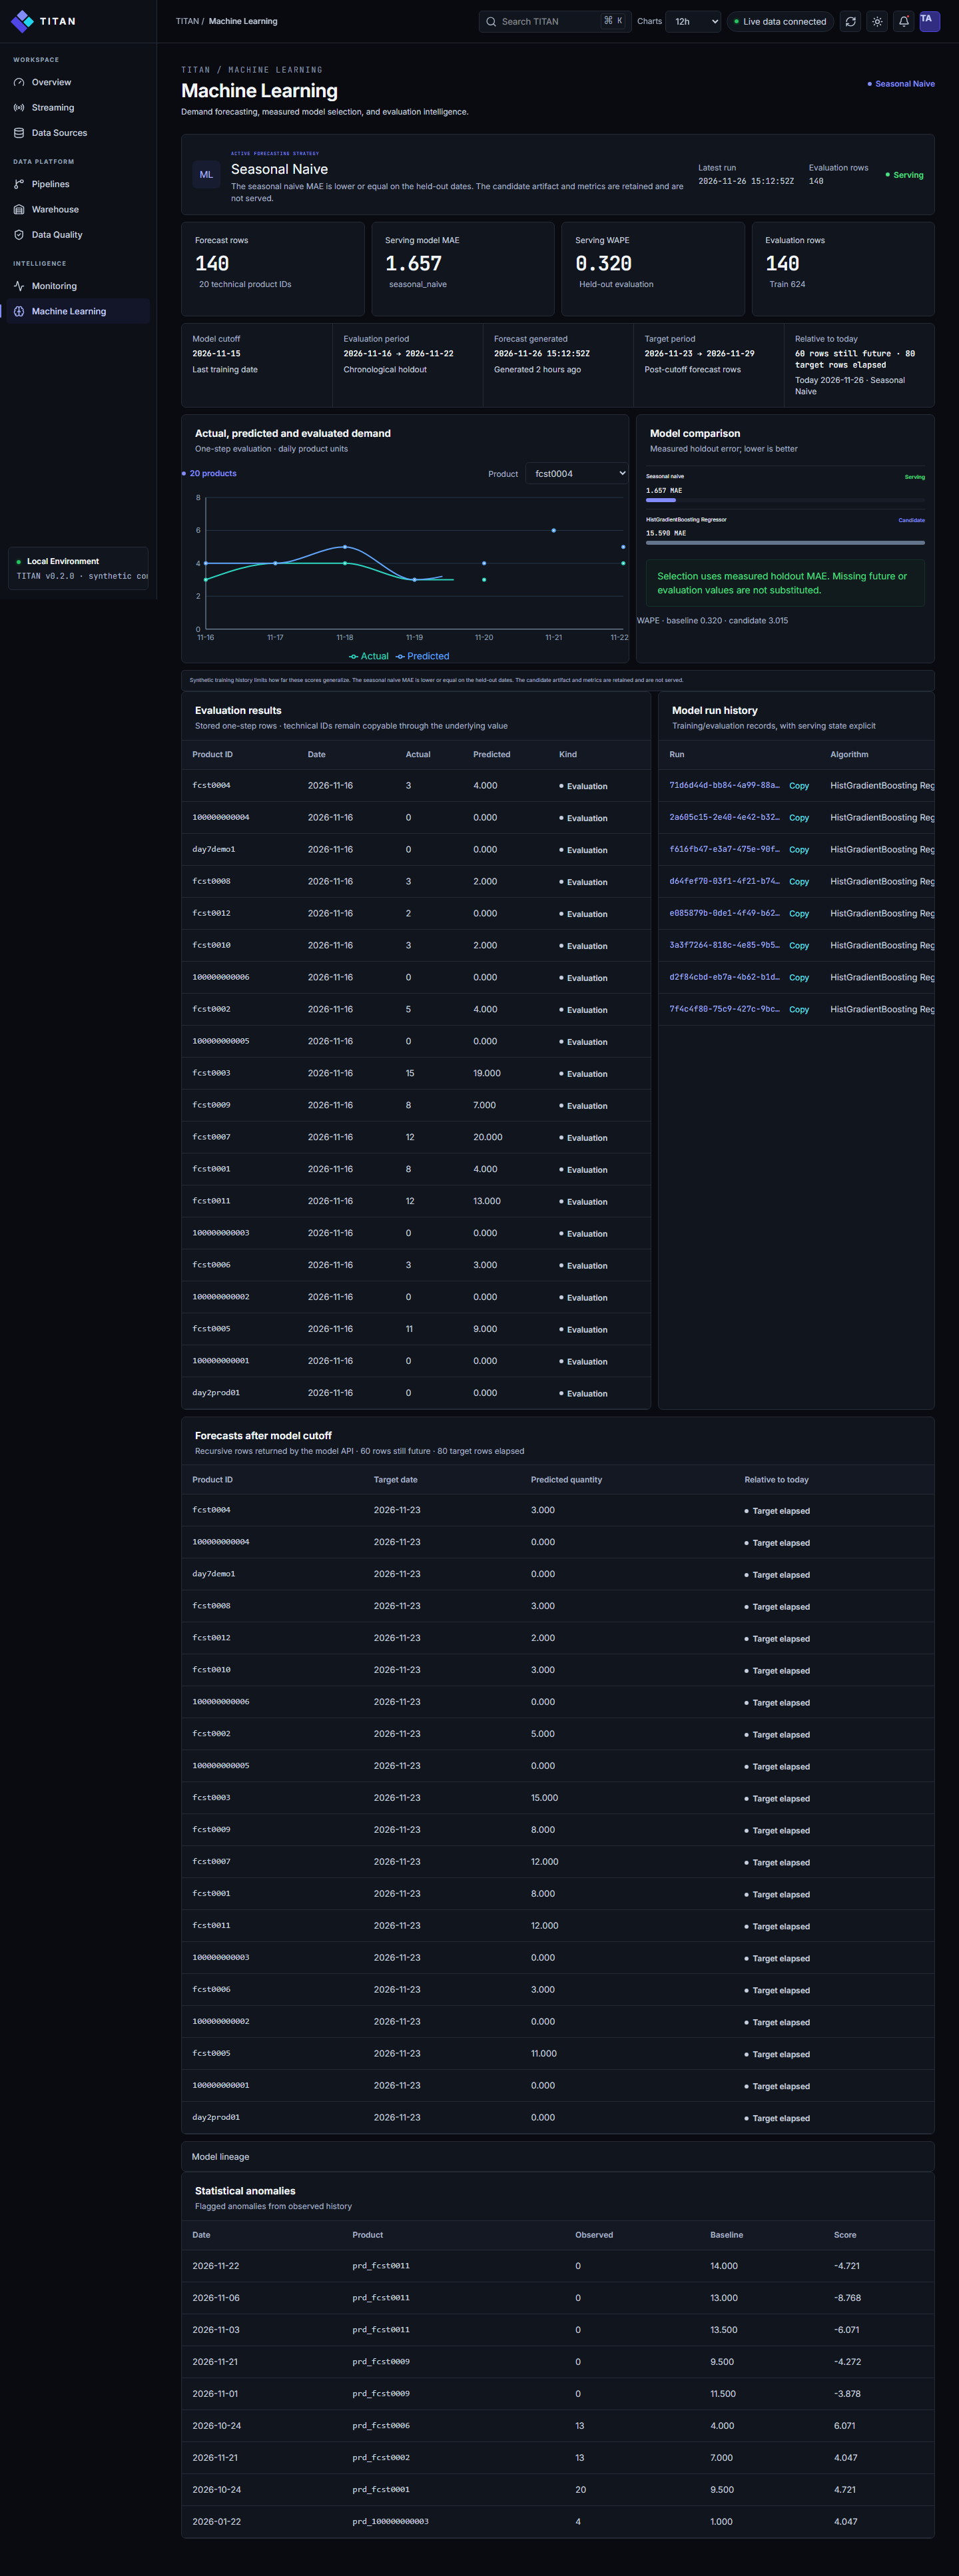 TITAN
TITAN / Machine Learning
Search TITAN
⌘ K
Charts
12h
Live data connected
TA
WORKSPACE
Overview
Streaming
Data Sources
DATA PLATFORM
Pipelines
Warehouse
Data Quality
INTELLIGENCE
Monitoring
Machine Learning
Local Environment
TITAN v0.2.0 · synthetic
TITAN / MACHINE LEARNING
Machine Learning
Demand forecasting, measured model selection, and evaluation intelligence.
Seasonal Naive
ML
ACTIVE FORECASTING STRATEGY
Seasonal Naive
The seasonal naive MAE is lower or equal on the held-out dates. The candidate artifact and metrics are retained and are
not served.
Latest run
2026-11-26 15:12:52Z
Evaluation rows
140
Serving
Forecast rows
140
20 technical product IDs
Serving model MAE
1.657
seasonal_naive
Serving WAPE
0.320
Held-out evaluation
Evaluation rows
140
Train 624
Model cutoff
2026-11-15
Last training date
Evaluation period
2026-11-16 → 2026-11-22
Chronological holdout
Forecast generated
2026-11-26 15:12:52Z
Generated 2 hours ago
Target period
2026-11-23 → 2026-11-29
Post-cutoff forecast rows
Relative to today
60 rows still future · 80
target rows elapsed
Today 2026-11-26 · Seasonal
Naive
Actual, predicted and evaluated demand
One-step evaluation · daily product units
20 products
Product
fcst0004
8
6
4
2
0
11-16 11-17 11-18 11-19 11-20 11-21 11-22
Actual Predicted
Model comparison
Measured holdout error; lower is better
Seasonal naive Serving
1.657 MAE
HistGradientBoosting Regressor Candidate
15.590 MAE
Selection uses measured holdout MAE. Missing future or
evaluation values are not substituted.
WAPE · baseline 0.320 · candidate 3.015
Synthetic training history limits how far these scores generalize. The seasonal naive MAE is lower or equal on the held-out dates. The candidate artifact and metrics are retained and are not served.
Evaluation results
Stored one-step rows · technical IDs remain copyable through the underlying value
Product ID Date Actual Predicted Kind
fcst0004 2026-11-16 3 4.000 Evaluation
100000000004 2026-11-16 0 0.000 Evaluation
day7demo1 2026-11-16 0 0.000 Evaluation
fcst0008 2026-11-16 3 2.000 Evaluation
fcst0012 2026-11-16 2 0.000 Evaluation
fcst0010 2026-11-16 3 2.000 Evaluation
100000000006 2026-11-16 0 0.000 Evaluation
fcst0002 2026-11-16 5 4.000 Evaluation
100000000005 2026-11-16 0 0.000 Evaluation
fcst0003 2026-11-16 15 19.000 Evaluation
fcst0009 2026-11-16 8 7.000 Evaluation
fcst0007 2026-11-16 12 20.000 Evaluation
fcst0001 2026-11-16 8 4.000 Evaluation
fcst0011 2026-11-16 12 13.000 Evaluation
100000000003 2026-11-16 0 0.000 Evaluation
fcst0006 2026-11-16 3 3.000 Evaluation
100000000002 2026-11-16 0 0.000 Evaluation
fcst0005 2026-11-16 11 9.000 Evaluation
100000000001 2026-11-16 0 0.000 Evaluation
day2prod01 2026-11-16 0 0.000 Evaluation
Model run history
Training/evaluation records, with serving state explicit
Run Algorithm
71d6d44d-bb84-4a99-88a… Copy HistGradientBoosting Reg
2a605c15-2e40-4e42-b32… Copy HistGradientBoosting Reg
f616fb47-e3a7-475e-90f… Copy HistGradientBoosting Reg
d64fef70-03f1-4f21-b74… Copy HistGradientBoosting Reg
e085879b-0de1-4f49-b62… Copy HistGradientBoosting Reg
3a3f7264-818c-4e85-9b5… Copy HistGradientBoosting Reg
d2f84cbd-eb7a-4b62-b1d… Copy HistGradientBoosting Reg
7f4c4f80-75c9-427c-9bc… Copy HistGradientBoosting Reg
Forecasts after model cutoff
Recursive rows returned by the model API · 60 rows still future · 80 target rows elapsed
Product ID Target date Predicted quantity Relative to today
fcst0004 2026-11-23 3.000 Target elapsed
100000000004 2026-11-23 0.000 Target elapsed
day7demo1 2026-11-23 0.000 Target elapsed
fcst0008 2026-11-23 3.000 Target elapsed
fcst0012 2026-11-23 2.000 Target elapsed
fcst0010 2026-11-23 3.000 Target elapsed
100000000006 2026-11-23 0.000 Target elapsed
fcst0002 2026-11-23 5.000 Target elapsed
100000000005 2026-11-23 0.000 Target elapsed
fcst0003 2026-11-23 15.000 Target elapsed
fcst0009 2026-11-23 8.000 Target elapsed
fcst0007 2026-11-23 12.000 Target elapsed
fcst0001 2026-11-23 8.000 Target elapsed
fcst0011 2026-11-23 12.000 Target elapsed
100000000003 2026-11-23 0.000 Target elapsed
fcst0006 2026-11-23 3.000 Target elapsed
100000000002 2026-11-23 0.000 Target elapsed
fcst0005 2026-11-23 11.000 Target elapsed
100000000001 2026-11-23 0.000 Target elapsed
day2prod01 2026-11-23 0.000 Target elapsed
Model lineage
Statistical anomalies
Flagged anomalies from observed history
Date Product Observed Baseline Score
2026-11-22 prd_fcst0011 0 14.000 -4.721
2026-11-06 prd_fcst0011 0 13.000 -8.768
2026-11-03 prd_fcst0011 0 13.500 -6.071
2026-11-21 prd_fcst0009 0 9.500 -4.272
2026-11-01 prd_fcst0009 0 11.500 -3.878
2026-10-24 prd_fcst0006 13 4.000 6.071
2026-11-21 prd_fcst0002 13 7.000 4.047
2026-10-24 prd_fcst0001 20 9.500 4.721
2026-01-22 prd_100000000003 4 1.000 4.047